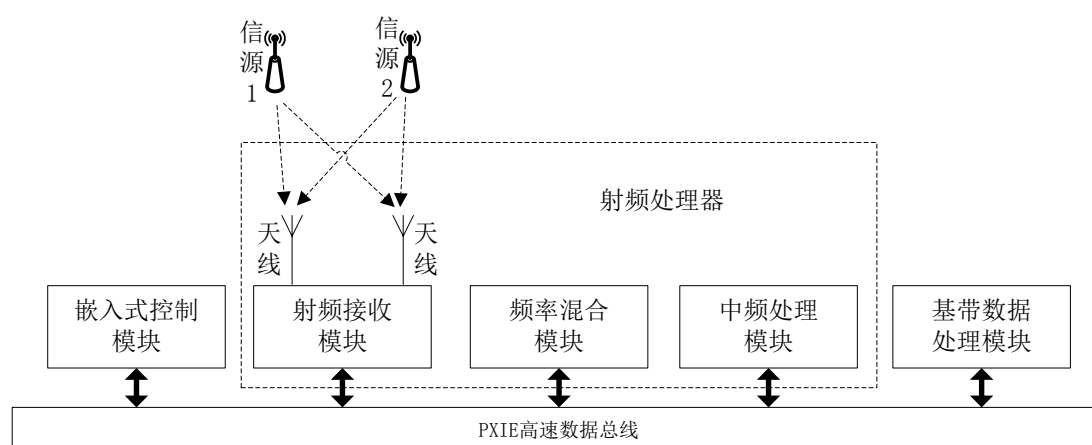 信源1
信源2
射频处理器
天线
天线
嵌入式控制
模块
射频接收
模块
频率混合
模块
中频处理
模块
基带数据
处理模块
PXIE高速数据总线